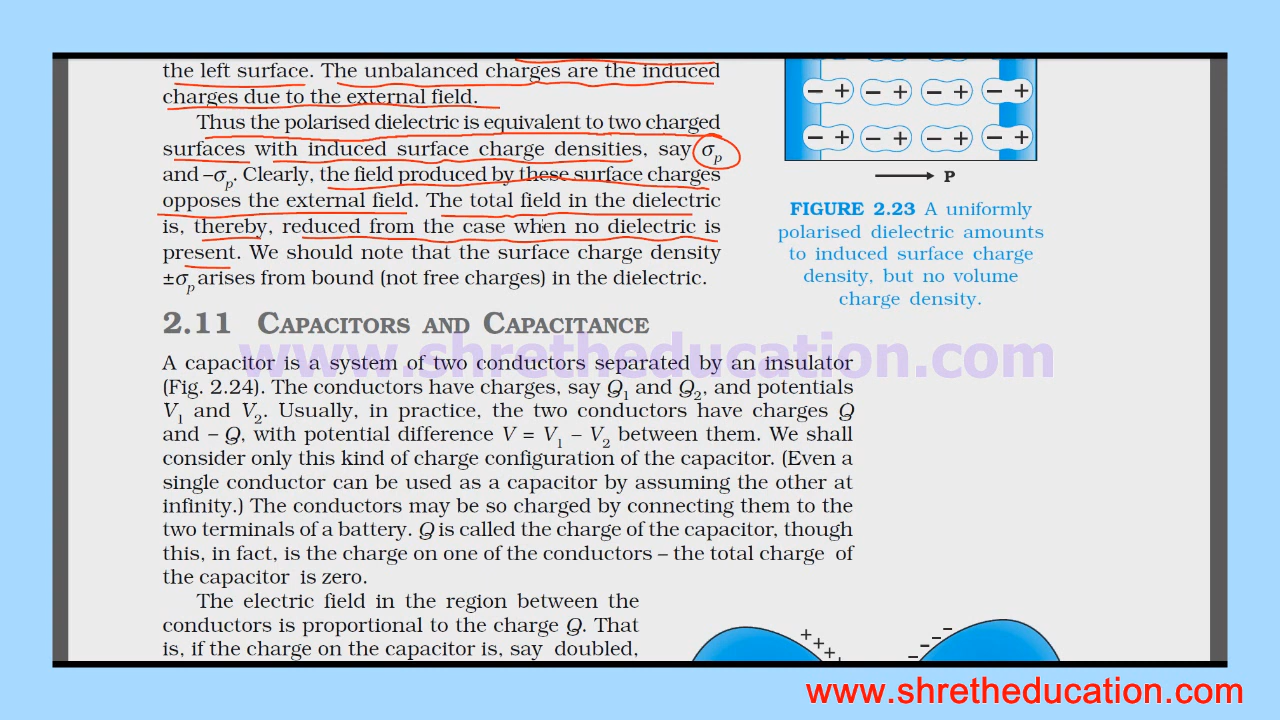 the left surface. The unbalanced charges are the induced
charges due to the external field.
Thus the polarised dielectric is equivalent to two charged
surfaces with induced surface charge densities, say σp
and –σp. Clearly, the field produced by these surface charges
opposes the external field. The total field in the dielectric
is, thereby, reduced from the case when no dielectric is
present. We should note that the surface charge density
±σp arises from bound (not free charges) in the dielectric.
– + – + – + – +
– + – + – + – +
P
FIGURE 2.23 A uniformly
polarised dielectric amounts
to induced surface charge
density, but no volume
charge density.
2.11 CAPACITORS AND CAPACITANCE
www.shretheducation.com
A capacitor is a system of two conductors separated by an insulator
(Fig. 2.24). The conductors have charges, say Q1 and Q2, and potentials
V1 and V2. Usually, in practice, the two conductors have charges Q
and – Q, with potential difference V = V1 – V2 between them. We shall
consider only this kind of charge configuration of the capacitor. (Even a
single conductor can be used as a capacitor by assuming the other at
infinity.) The conductors may be so charged by connecting them to the
two terminals of a battery. Q is called the charge of the capacitor, though
this, in fact, is the charge on one of the conductors – the total charge of
the capacitor is zero.
The electric field in the region between the
conductors is proportional to the charge Q. That
is, if the charge on the capacitor is, say doubled,
+ + + +
– – – –
www.shretheducation.com